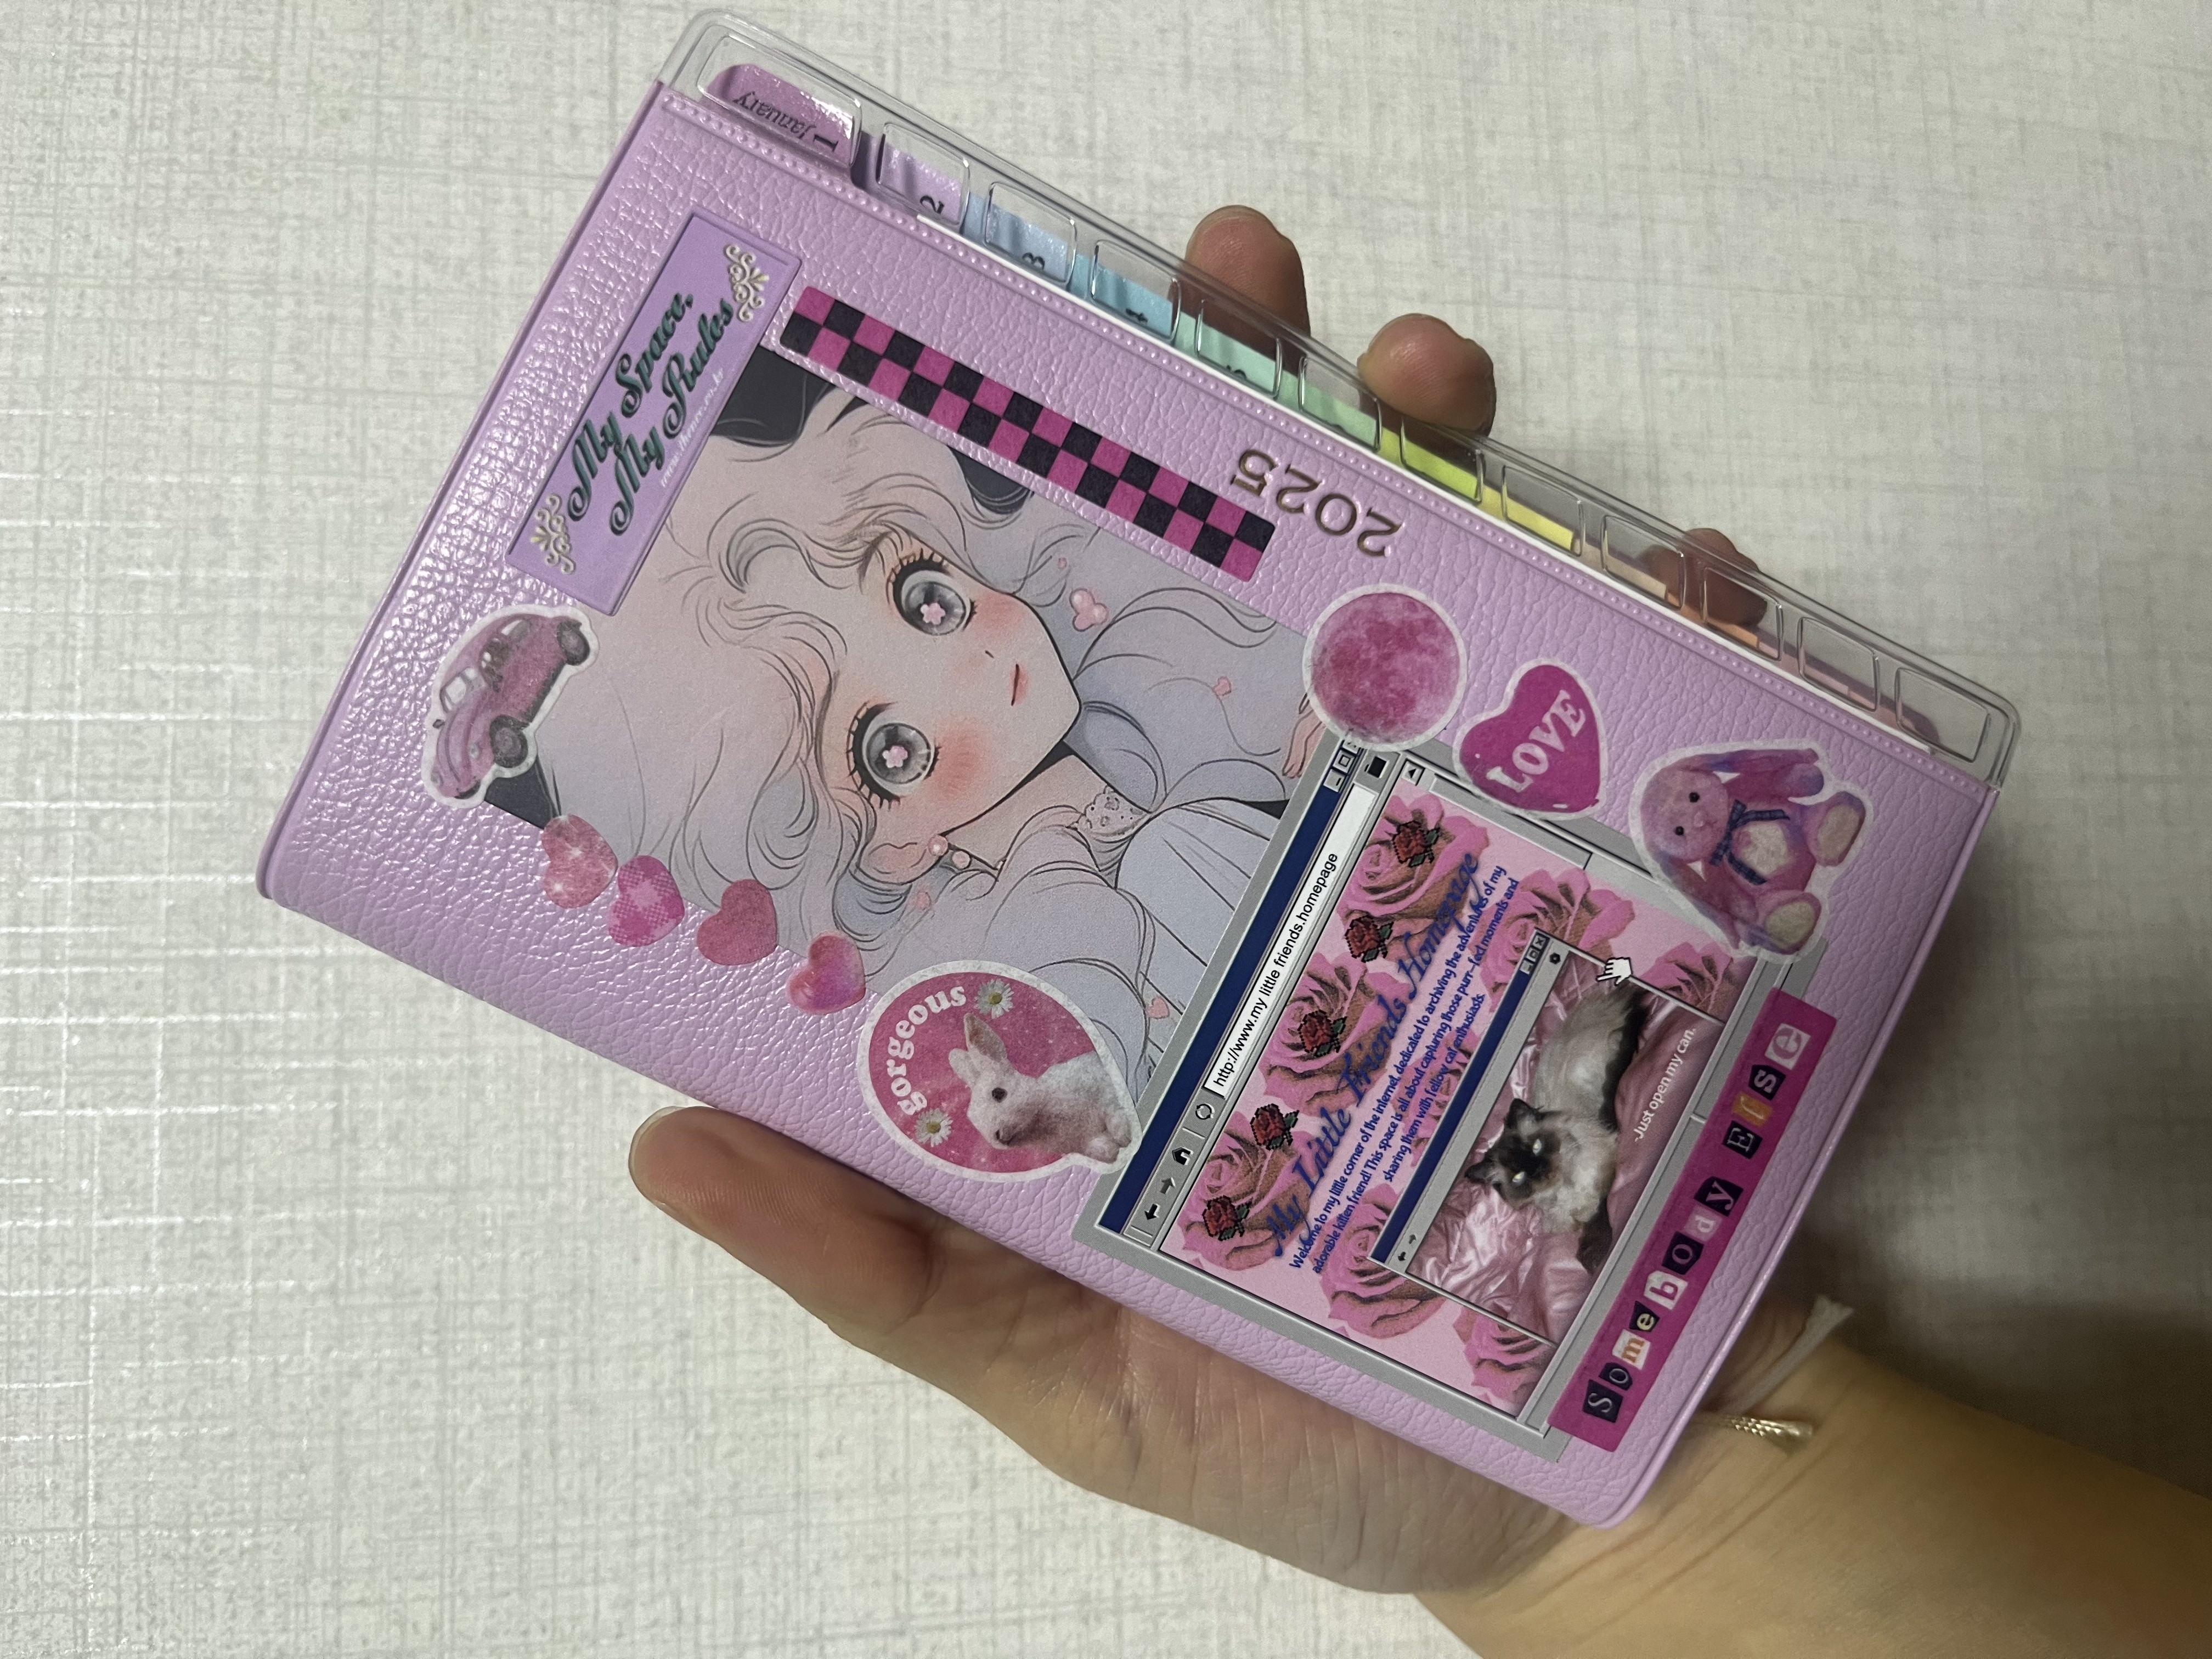 My Space,
My Rules
1 January
2
3
4
gorgeous
2025
http://www.my little friends.homepage
My Little Friends Homepage
Welcome to my little corner of the internet, dedicated to archiving the adventures of my
adorable kitten friend! This space is all about capturing those purr-fect moments and
sharing them with fellow cat enthusiasts.
LOVE
-Just open my can.
Somebody Else